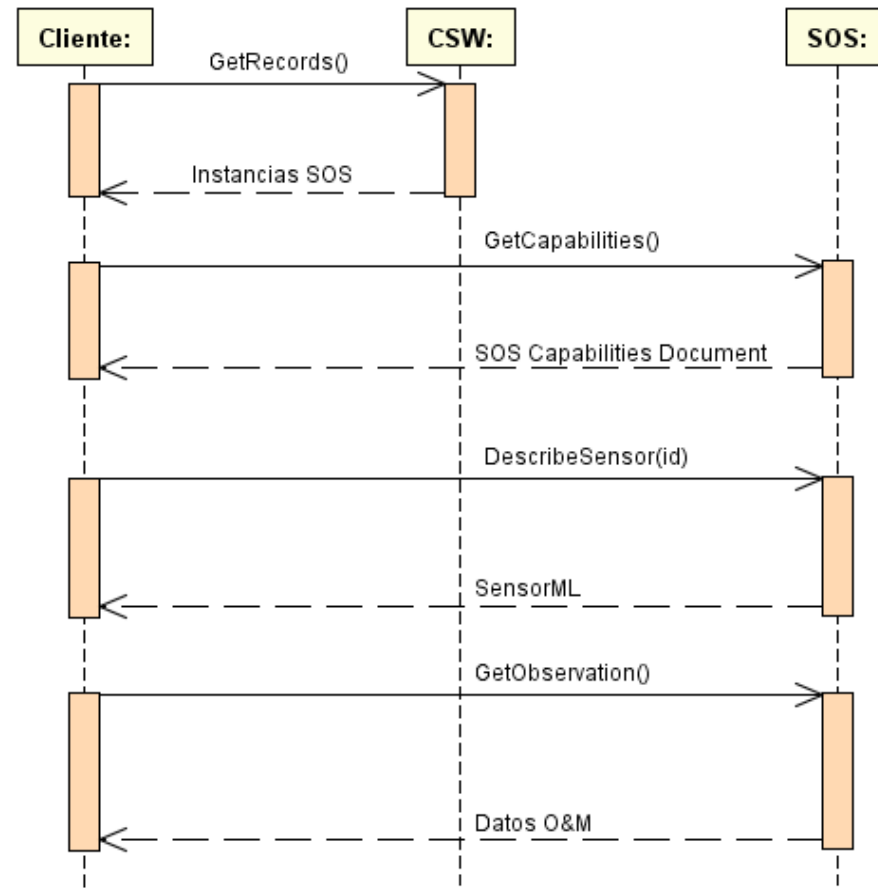 Cliente:
CSW:
SOS:
GetRecords()
Instancias SOS
GetCapabilities()
SOS Capabilities Document
DescribeSensor(id)
SensorML
GetObservation()
Datos O&M